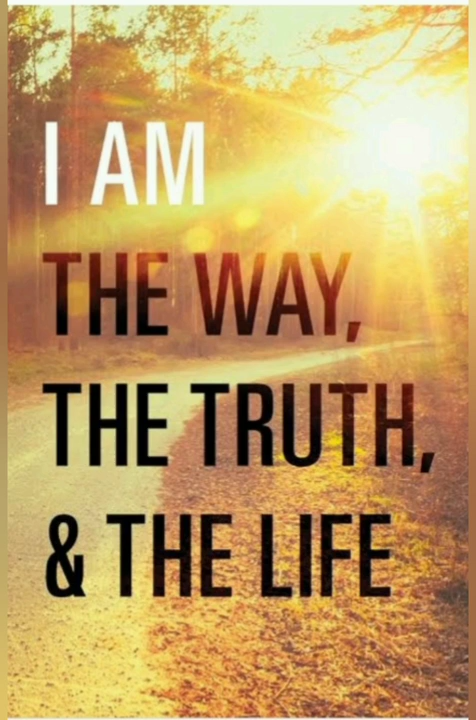 I AM
THE WAY,
THE TRUTH,
& THE LIFE